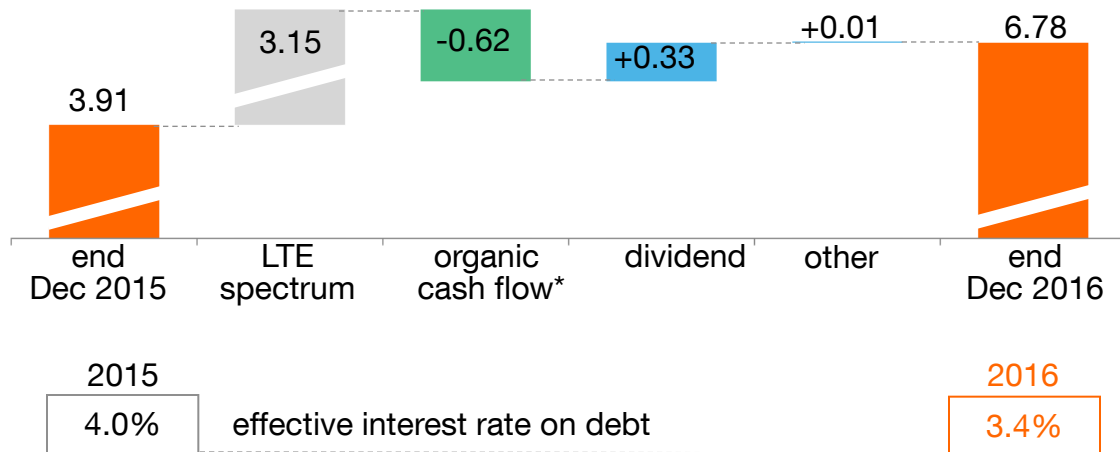 3.91
3.15
-0.62
+0.33
+0.01
6.78
end
Dec 2015
LTE
spectrum
organic
cash flow*
dividend
other
end
Dec 2016
2015
2016
4.0%
effective interest rate on debt
3.4%